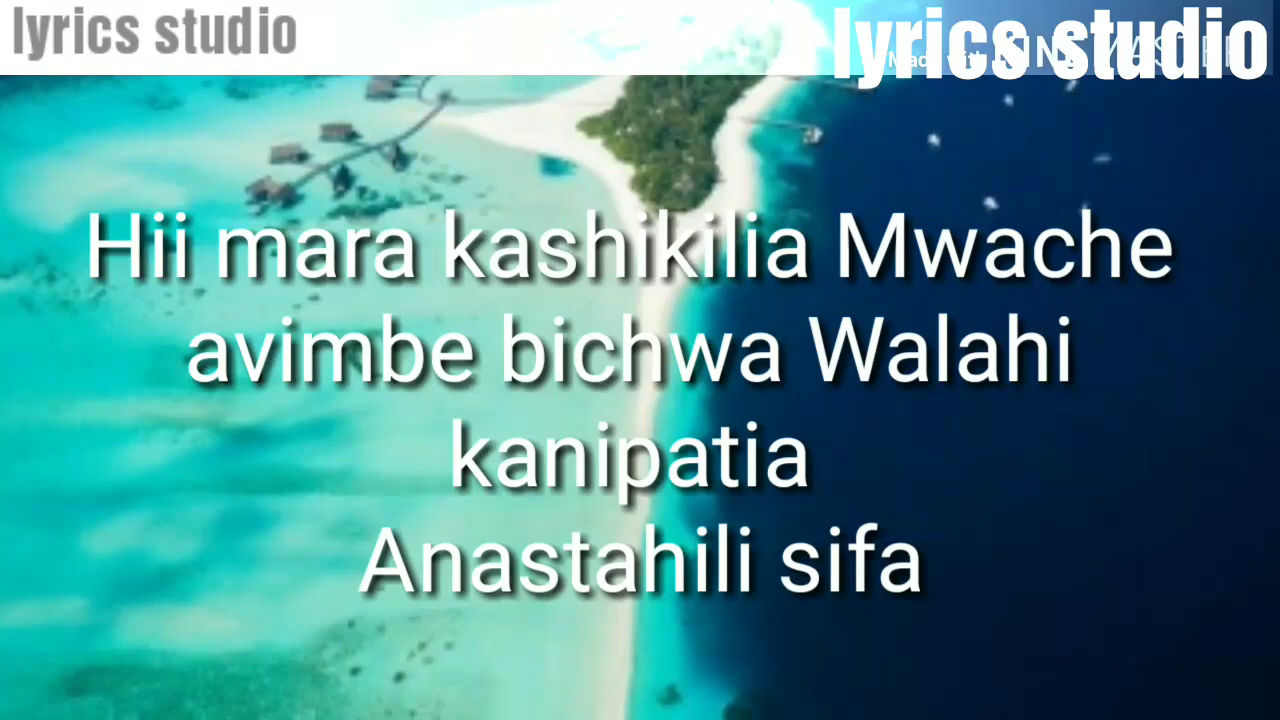 lyrics studio
lyrics studio
Hii mara kashikilia Mwache
avimbe bichwa Walahi
kanipatia
Anastahili sifa